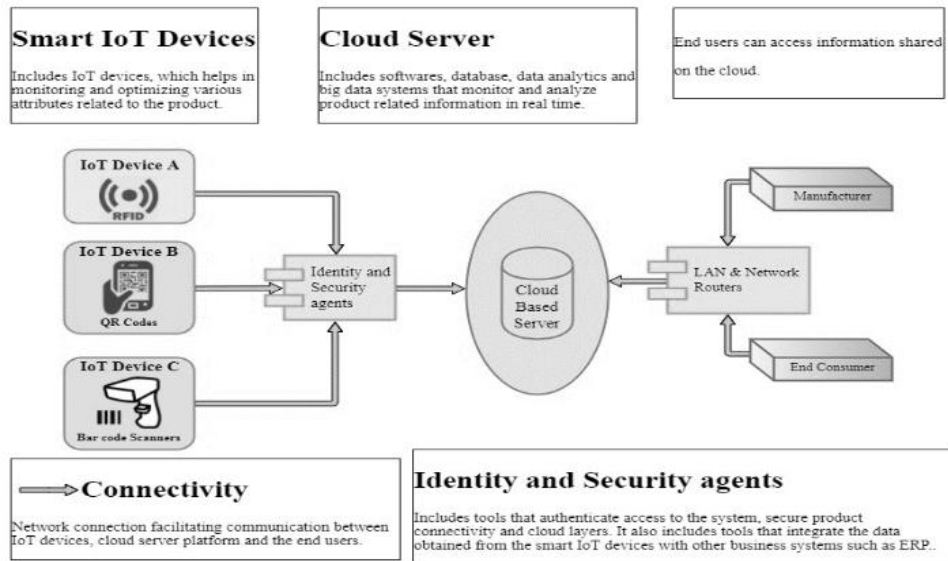 Smart IoT Devices
Includes IoT devices, which helps in
monitoring and optimizing various
attributes related to the product.
Cloud Server
Includes softwares, database, data analytics and
big data systems that monitor and analyze
product related information in real time.
End users can access information shared
on the cloud.
IoT Device A
RFID
IoT Device B
QR Codes
IoT Device C
Bar code Scanners
Identity and
Security
agents
Cloud
Based
Server
Manufacturer
LAN & Network
Routers
End Consumer
Connectivity
Network connection facilitating communication between
IoT devices, cloud server platform and the end users.
Identity and Security agents
Includes tools that authenticate access to the system, secure product
connectivity and cloud layers. It also includes tools that integrate the data
obtained from the smart IoT devices with other business systems such as ERP..